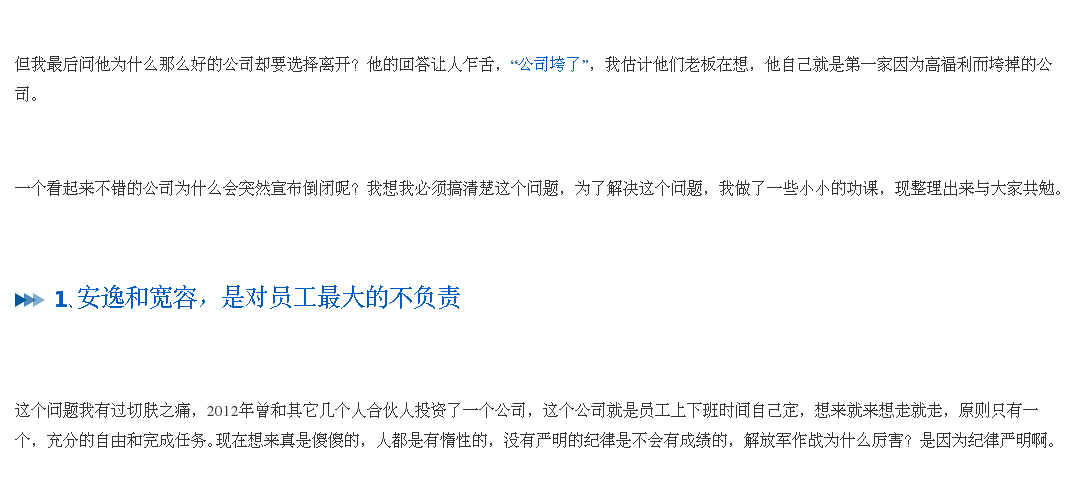 但我最后问他为什么那么好的公司却要选择离开？他的回答让人乍舌，“公司垮了”，我估计他们老板在想，他自己就是第一家因为高福利而垮掉的公
司。
一个看起来不错的公司为什么会突然宣布倒闭呢？我想我必须搞清楚这个问题，为了解决这个问题，我做了一些小小的功课，现整理出来与大家共勉。
1、安逸和宽容，是对员工最大的不负责
这个问题我有过切肤之痛，2012年曾和其它几个人合伙人投资了一个公司，这个公司就是员工上下班时间自己定，想来就来想走就走，原则只有一
个，充分的自由和完成任务。现在想来真是傻傻的，人都是有惰性的，没有严明的纪律是不会有成绩的，解放军作战为什么厉害？是因为纪律严明啊。